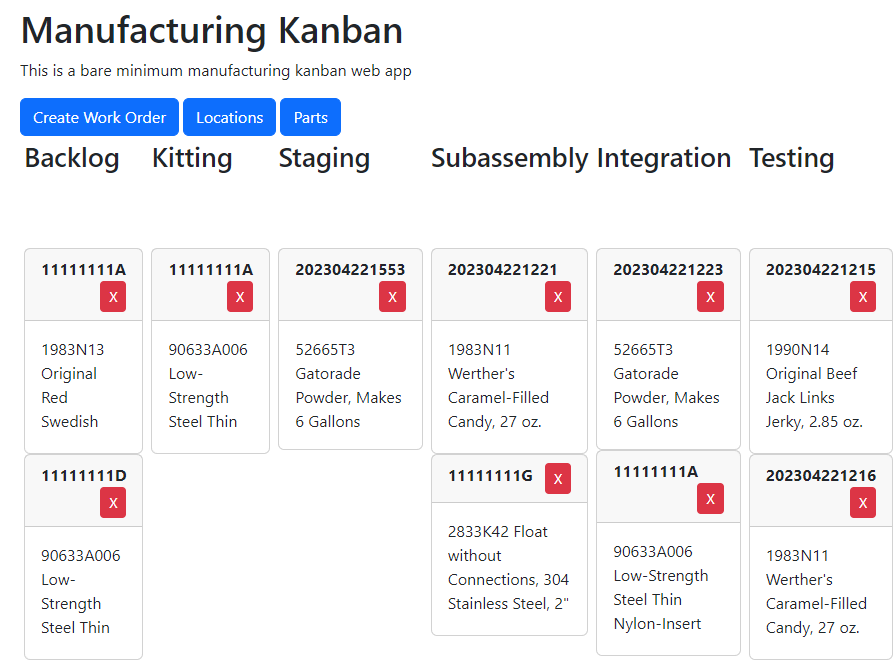 Manufacturing Kanban
This is a bare minimum manufacturing kanban web app
Create Work Order Locations Parts
Backlog Kitting Staging Subassembly Integration Testing
11111111A
X
1983N13
Original
Red
Swedish
11111111D
X
90633A006
Low-
Strength
Steel Thin
11111111A
X
90633A006
Low-
Strength
Steel Thin
202304221553
X
52665T3
Gatorade
Powder, Makes
6 Gallons
202304221221
X
1983N11
Werther's
Caramel-Filled
Candy, 27 oz.
11111111G X
2833K42 Float
without
Connections, 304
Stainless Steel, 2"
202304221223
X
52665T3
Gatorade
Powder, Makes
6 Gallons
11111111A
X
90633A006
Low-Strength
Steel Thin
Nylon-Insert
202304221215
X
1990N14
Original Beef
Jack Links
Jerky, 2.85 oz.
202304221216
X
1983N11
Werther's
Caramel-Filled
Candy, 27 oz.